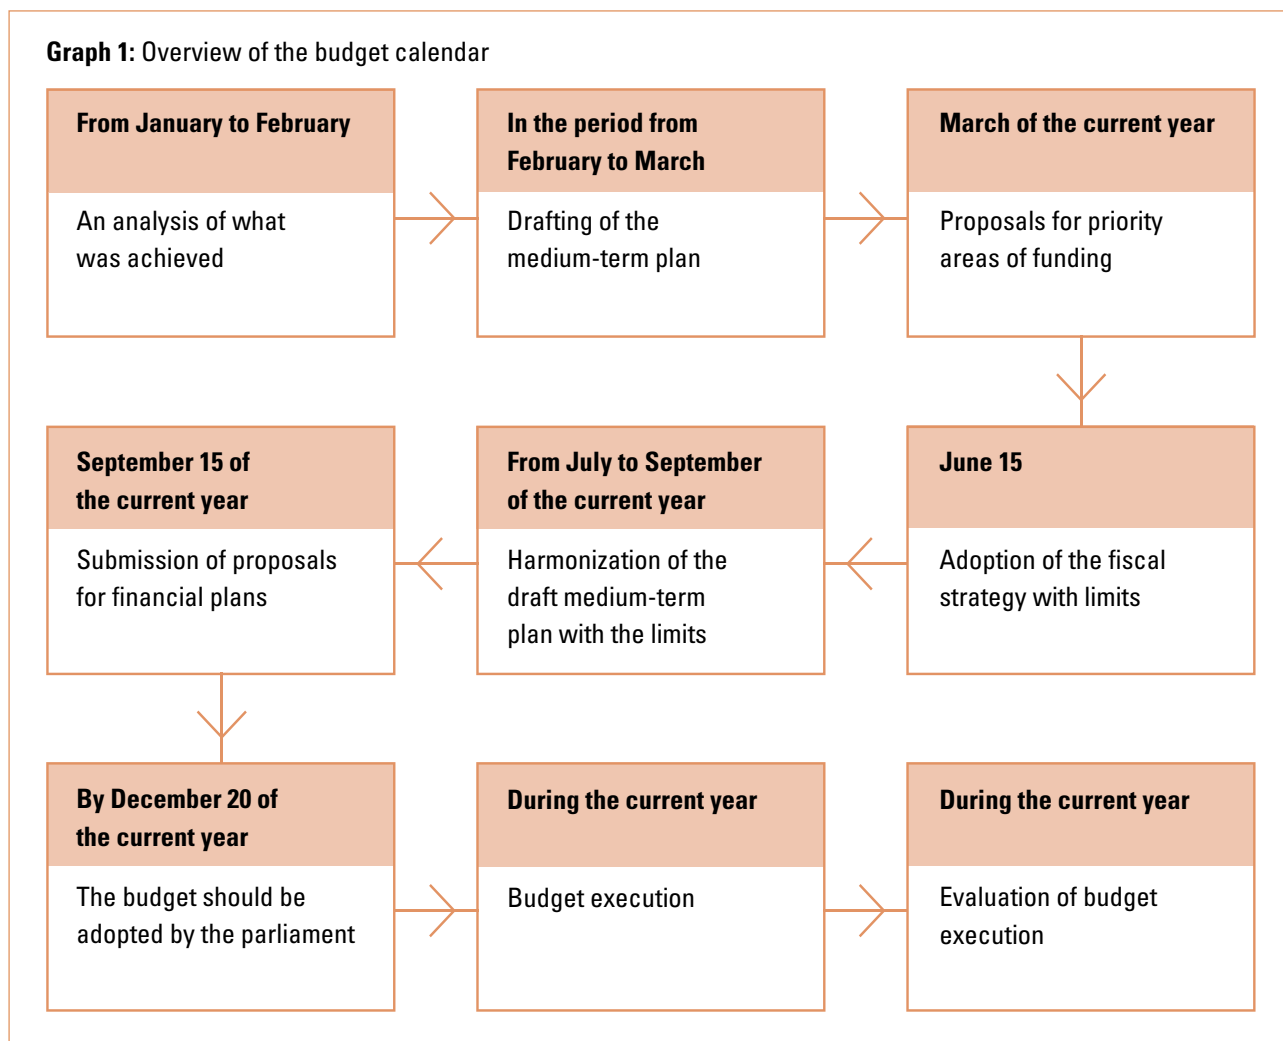 Graph 1: Overview of the budget calendar
From January to February
An analysis of what
was achieved
In the period from
February to March
Drafting of the
medium-term plan
March of the current year
Proposals for priority
areas of funding
June 15
Adoption of the fiscal
strategy with limits
From July to September
of the current year
Harmonization of the
draft medium-term
plan with the limits
September 15 of
the current year
Submission of proposals
for financial plans
By December 20 of
the current year
The budget should be
adopted by the parliament
During the current year
Budget execution
During the current year
Evaluation of budget
execution